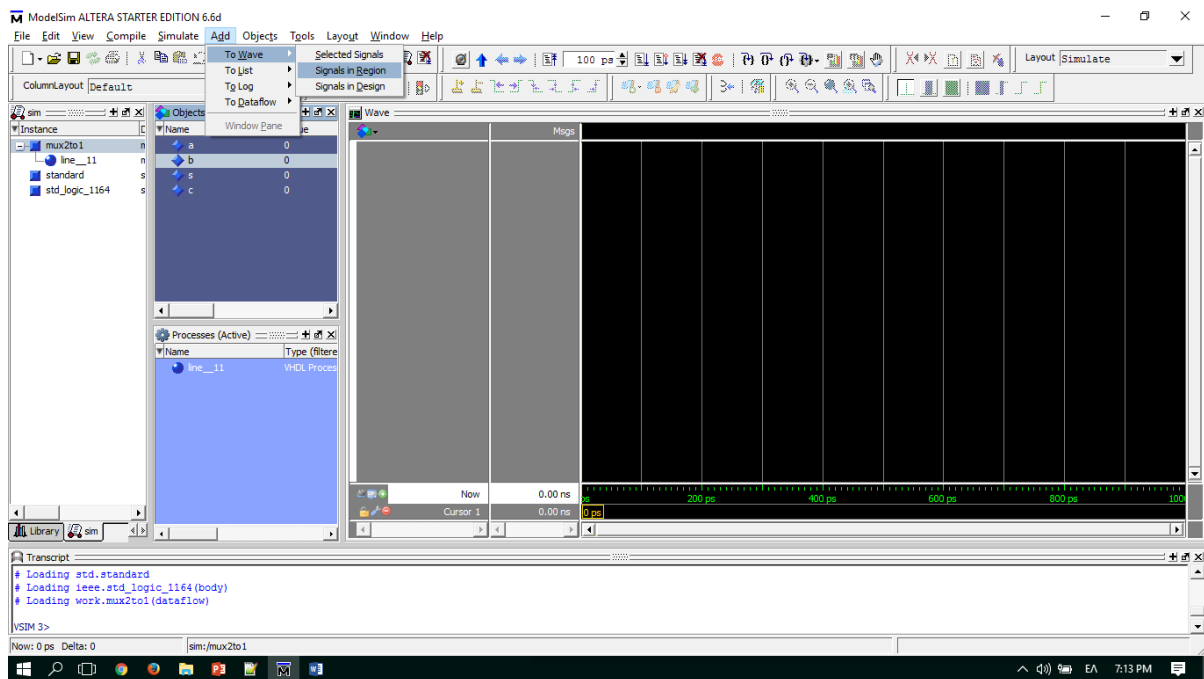 ModelSim ALTERA STARTER EDITION 6.6d
File Edit View Compile Simulate Add Objects Tools Layout Window Help
To Wave
To List
To Log
To Dataflow
Window Pane
Selected Signals
Signals in Region
Signals in Design
100 ps
Layout Simulate
ColumnLayout Default
sim
Instance
mux2to1
line__11
standard
std_logic_1164
Library sim
Objects
Name
a 0
b 0
s 0
c 0
Processes (Active)
Name Type (filtere
line__11 VHDL Proces
Wave
Msgs
Now 0.00 ns
Cursor 1 0.00 ns
ps 200 ps 400 ps 600 ps 800 ps 100
0 ps
Transcript
# Loading std.standard
# Loading ieee.std_logic_1164(body)
# Loading work.mux2to1(dataflow)
VSIM 3>
Now: 0 ps Delta: 0 sim:/mux2to1
ΕΛ 7:13 PM